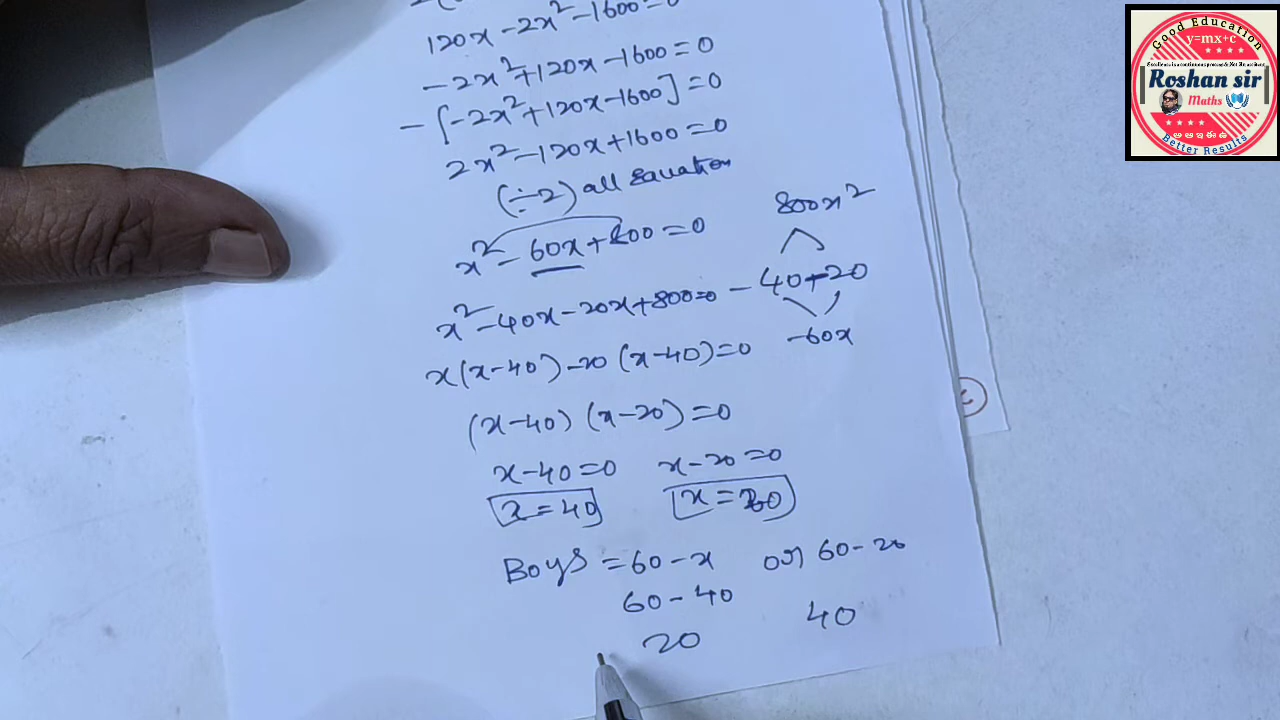 120x - 2x² - 1600 = 0
- 2x² + 120x - 1600 = 0
- [-2x² + 120x - 1600] = 0
2x² - 120x + 1600 = 0
(÷2) all Equation
x² - 60x + 800 = 0
800x²
x² - 40x - 20x + 800 = 0
- 40 - 20
- 60x
x(x-40) - 20 (x-40) = 0
(x-40) (x-20) = 0
x - 40 = 0 x - 20 = 0
x = 40 x = 20
Boys = 60 - x or 60 - 20
60 - 40
20 40
Good Education
y=mx+c
★★★★
Roshan sir
Maths
★★★★
Better Results